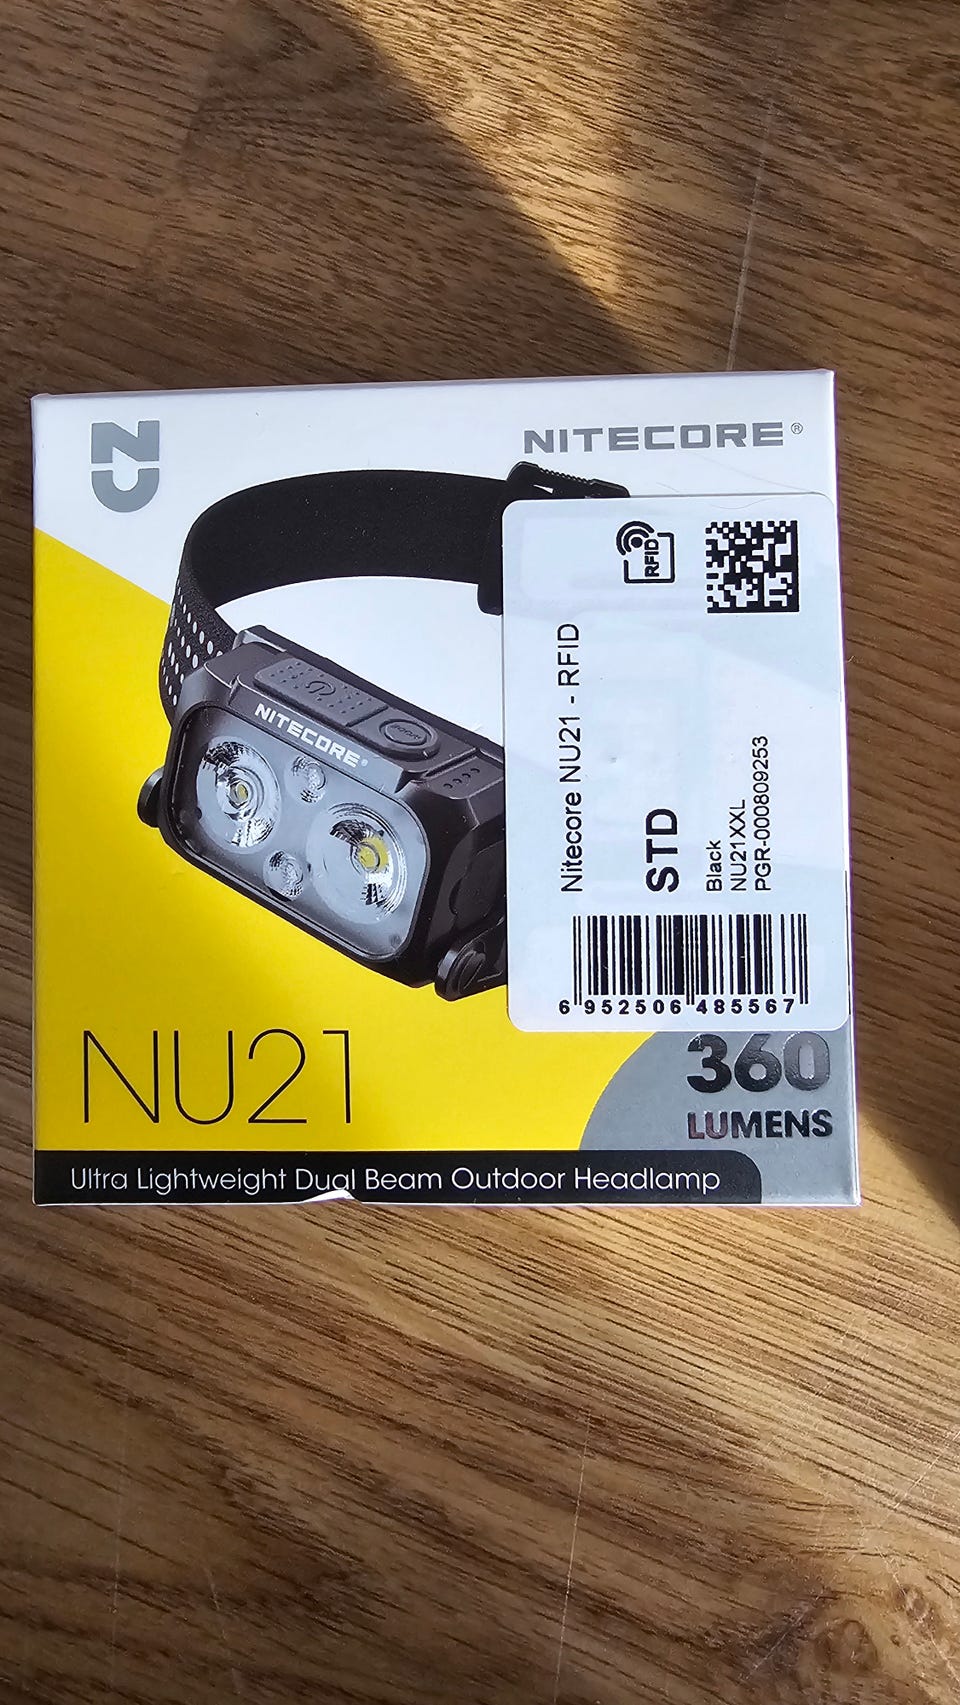 NU
NITECORE®
RFID
Nitecore NU21 - RFID
STD
Black
NU21XXL
PGR-000809253
6 952506 485567
NITECORE®
NU21
360
LUMENS
Ultra Lightweight Dual Beam Outdoor Headlamp